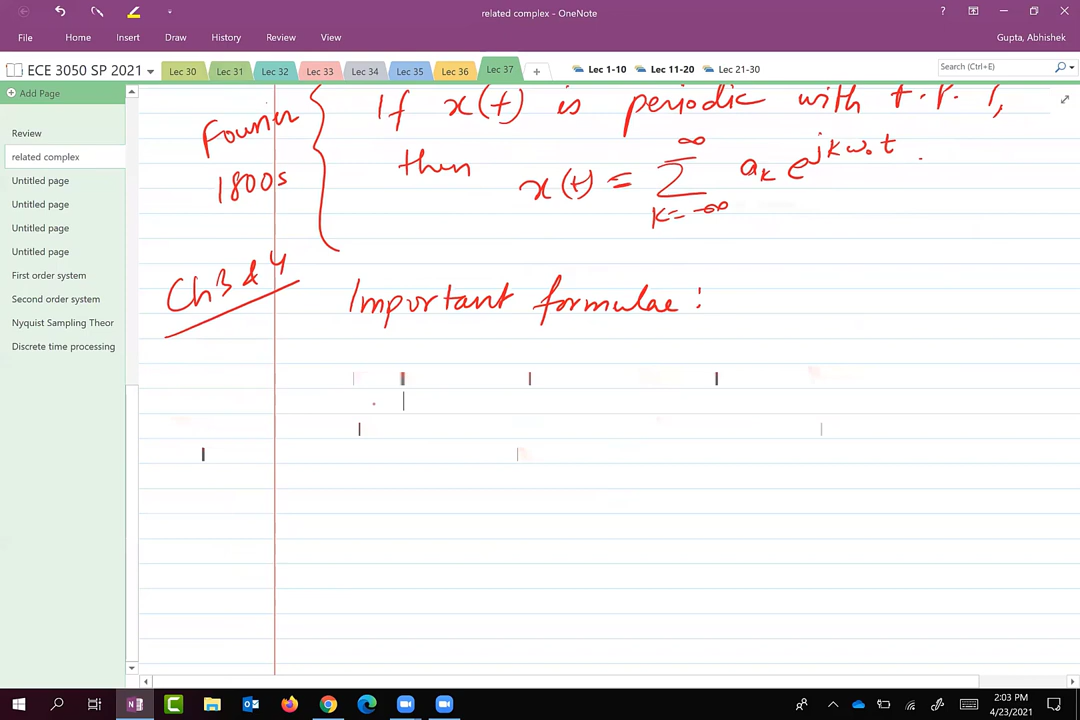 related complex - OneNote
File Home Insert Draw History Review View
Gupta, Abhishek
ECE 3050 SP 2021
Lec 30 Lec 31 Lec 32 Lec 33 Lec 34 Lec 35 Lec 36 Lec 37
Lec 1-10 Lec 11-20 Lec 21-30
Search (Ctrl+E)
Add Page
Review
related complex
Untitled page
Untitled page
Untitled page
Untitled page
First order system
Second order system
Nyquist Sampling Theor
Discrete time processing
Fourier
1800s
If x(t) is periodic with
then x(t) = ∑_{k=-∞}^{∞} a_k e^{jkω₀t}.
Ch3 & 4
Important formulae:
2:03 PM
4/23/2021